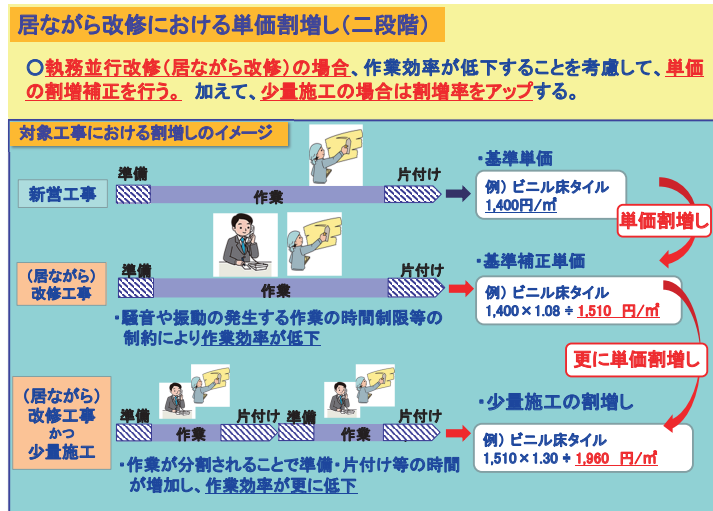 居ながら改修における単価割増し（二段階）
○執務並行改修（居ながら改修）の場合、作業効率が低下することを考慮して、単価
の割増補正を行う。 加えて、少量施工の場合は割増率をアップする。
対象工事における割増しのイメージ
新営工事
準備
作業
片付け
・基準単価
例）ビニル床タイル
1,400円/㎡
単価割増し
（居ながら）
改修工事
準備
作業
片付け
・騒音や振動の発生する作業の時間制限等の
制約により作業効率が低下
・基準補正単価
例）ビニル床タイル
1,400×1.08 ≑ 1,510 円/㎡
更に単価割増し
（居ながら）
改修工事
かつ
少量施工
準備
作業
片付け
準備
作業
片付け
・作業が分割されることで準備・片付け等の時間
が増加し、作業効率が更に低下
・少量施工の割増し
例）ビニル床タイル
1,510×1.30 ≑ 1,960 円/㎡